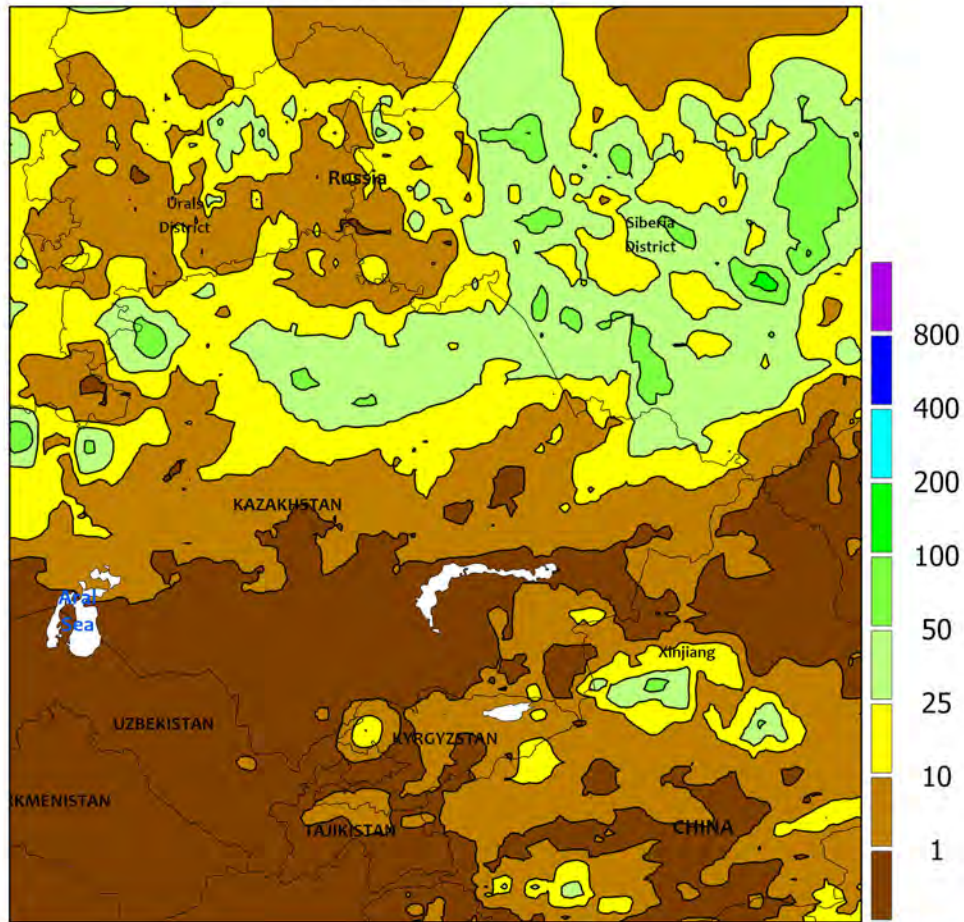 Russia
Urals
District
Siberia
District
KAZAKHSTAN
Aral
Sea
Xinjiang
UZBEKISTAN
KYRGYZSTAN
KMENISTAN
TAJIKISTAN
CHINA
800
400
200
100
50
25
10
1